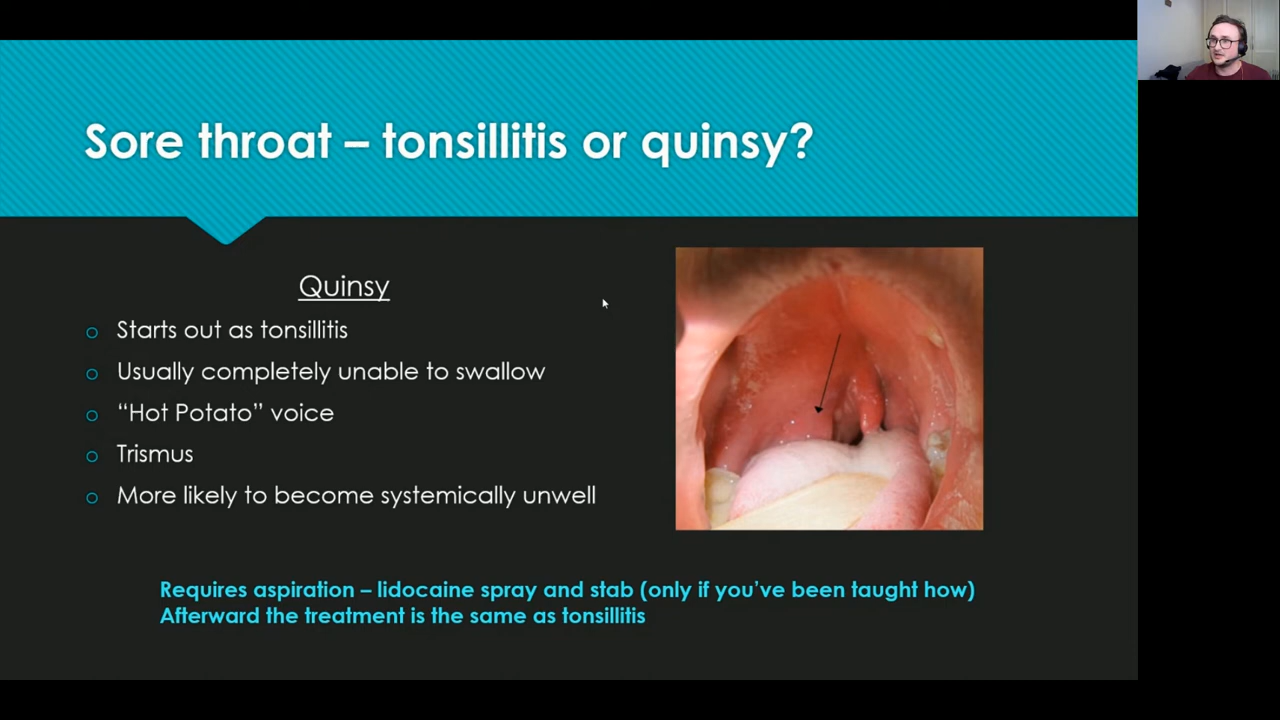 Sore throat – tonsillitis or quinsy?
Quinsy
Starts out as tonsillitis
Usually completely unable to swallow
“Hot Potato” voice
Trismus
More likely to become systemically unwell
Requires aspiration – lidocaine spray and stab (only if you’ve been taught how)
Afterward the treatment is the same as tonsillitis